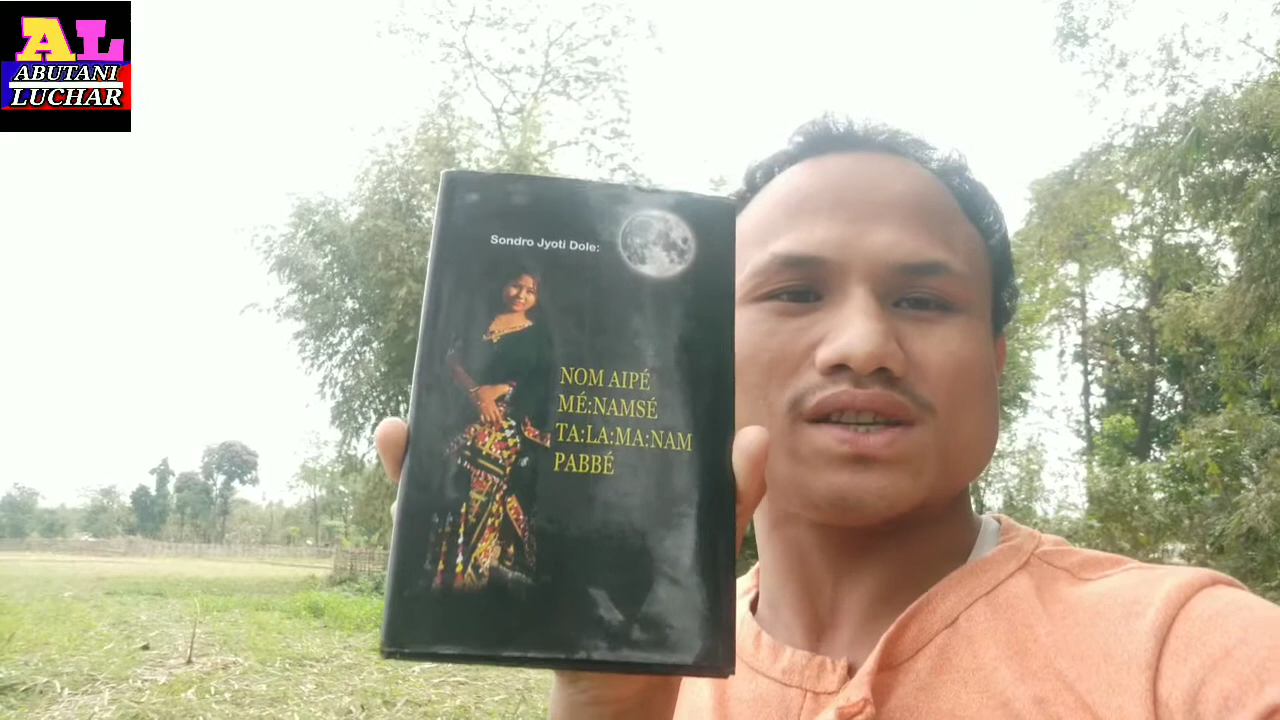 AL
ABUTANI
LUCHAR
Sondro Jyoti Dole:
NOM AIPÉ
MÉ:NAMSÉ
TA:LA:MA:NAM
PABBÉ